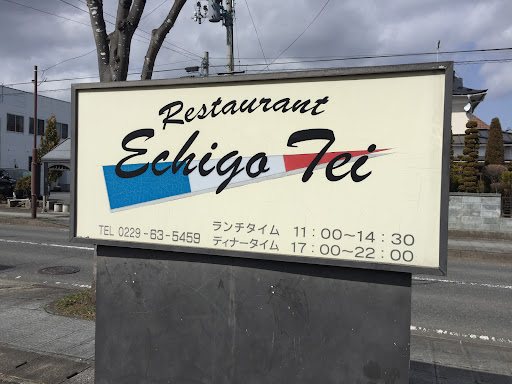 Restaurant
Echigo Tei
TEL 0229-63-5459
ランチタイム 11:00～14:30
ディナータイム 17:00～22:00